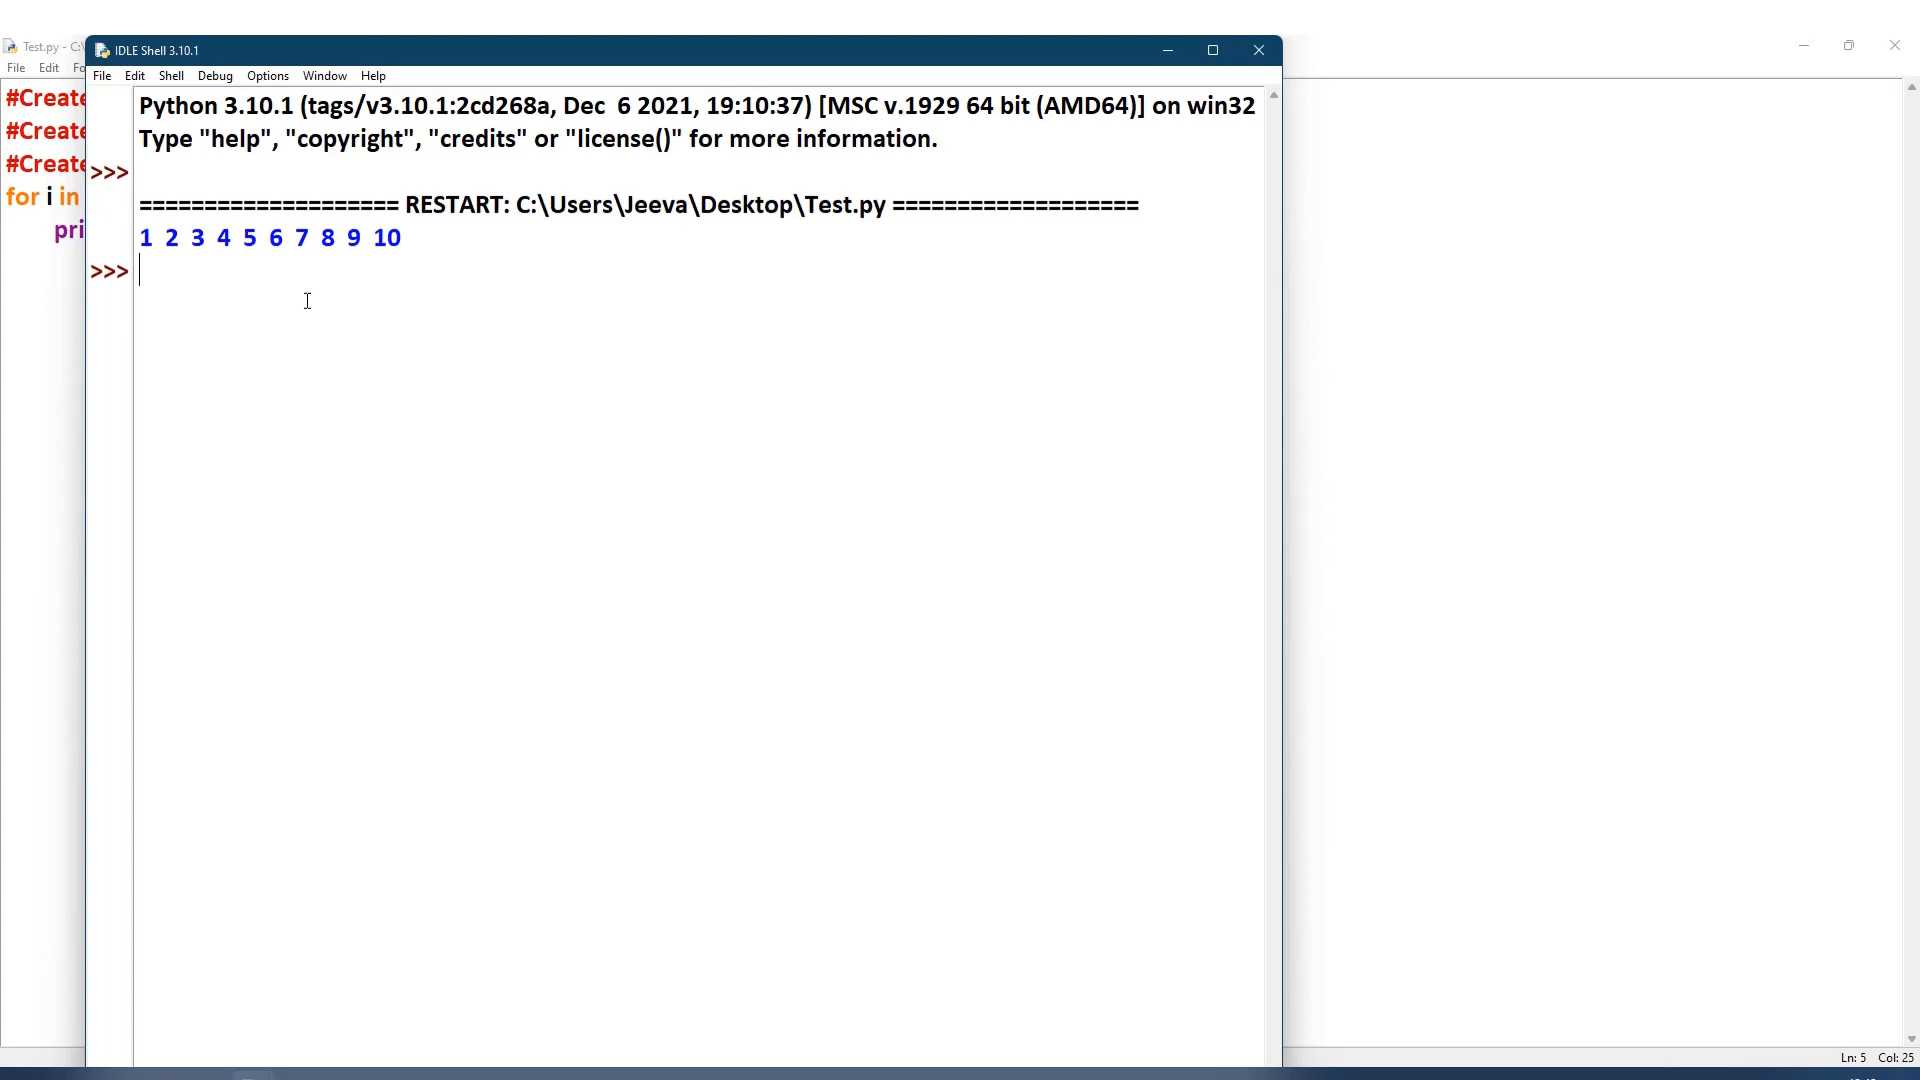 Test.py - C:\
IDLE Shell 3.10.1
File Edit
File Edit Shell Debug Options Window Help
#Create
#Create
#Create
for i in
pri
Python 3.10.1 (tags/v3.10.1:2cd268a, Dec  6 2021, 19:10:37) [MSC v.1929 64 bit (AMD64)] on win32
Type "help", "copyright", "credits" or "license()" for more information.
>>>
==================== RESTART: C:\Users\Jeeva\Desktop\Test.py ===================
1 2 3 4 5 6 7 8 9 10
>>>
Ln: 5 Col: 25